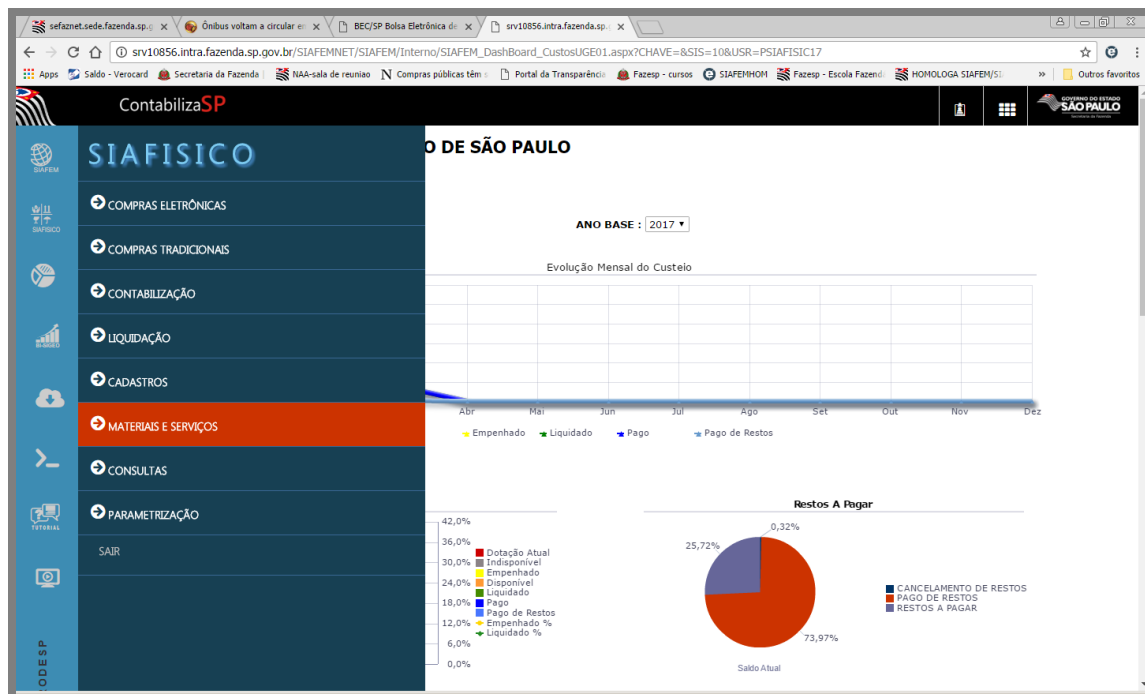 sefaznet.sede.fazenda.sp.g
Ônibus voltam a circular en
BEC/SP Bolsa Eletrônica de
srv10856.intra.fazenda.sp.g
srv10856.intra.fazenda.sp.gov.br/SIAFEMNET/SIAFEM/Interno/SIAFEM_DashBoard_CustosUGE01.aspx?CHAVE=&SIS=10&USR=PSIAFISIC17
Apps
Saldo - Verocard
Secretaria da Fazenda |
NAA-sala de reuniao
Compras públicas têm s
Portal da Transparência
Fazesp - cursos
SIAFEMHOM
Fazesp - Escola Fazend
HOMOLOGA SIAFEM/SI
»
Outros favoritos
ContabilizaSP
GOVERNO DO ESTADO
SÃO PAULO
Secretaria da Fazenda
SIAFEM
SIAFISICO
TUTORIAL
SIAFISICO
COMPRAS ELETRÔNICAS
COMPRAS TRADICIONAIS
CONTABILIZAÇÃO
LIQUIDAÇÃO
CADASTROS
MATERIAIS E SERVIÇOS
CONSULTAS
PARAMETRIZAÇÃO
SAIR
O DE SÃO PAULO
ANO BASE : 2017
Evolução Mensal do Custeio
Abr Mai Jun Jul Ago Set Out Nov Dez
Empenhado Liquidado Pago Pago de Restos
42,0%
36,0%
30,0%
24,0%
18,0%
12,0%
6,0%
0,0%
Dotação Atual
Indisponível
Empenhado
Disponível
Liquidado
Pago
Pago de Restos
Empenhado %
Liquidado %
Restos A Pagar
0,32%
25,72%
73,97%
CANCELAMENTO DE RESTOS
PAGO DE RESTOS
RESTOS A PAGAR
Saldo Atual